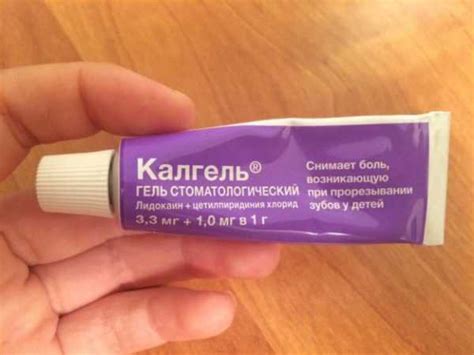 Калгель®
ГЕЛЬ СТОМАТОЛОГИЧЕСКИЙ
Лидокаин + цетилпиридиния хлорид
3,3 мг + 1,0 мг в 1 г
Снимает боль,
возникающую
при прорезывании
зубов у детей